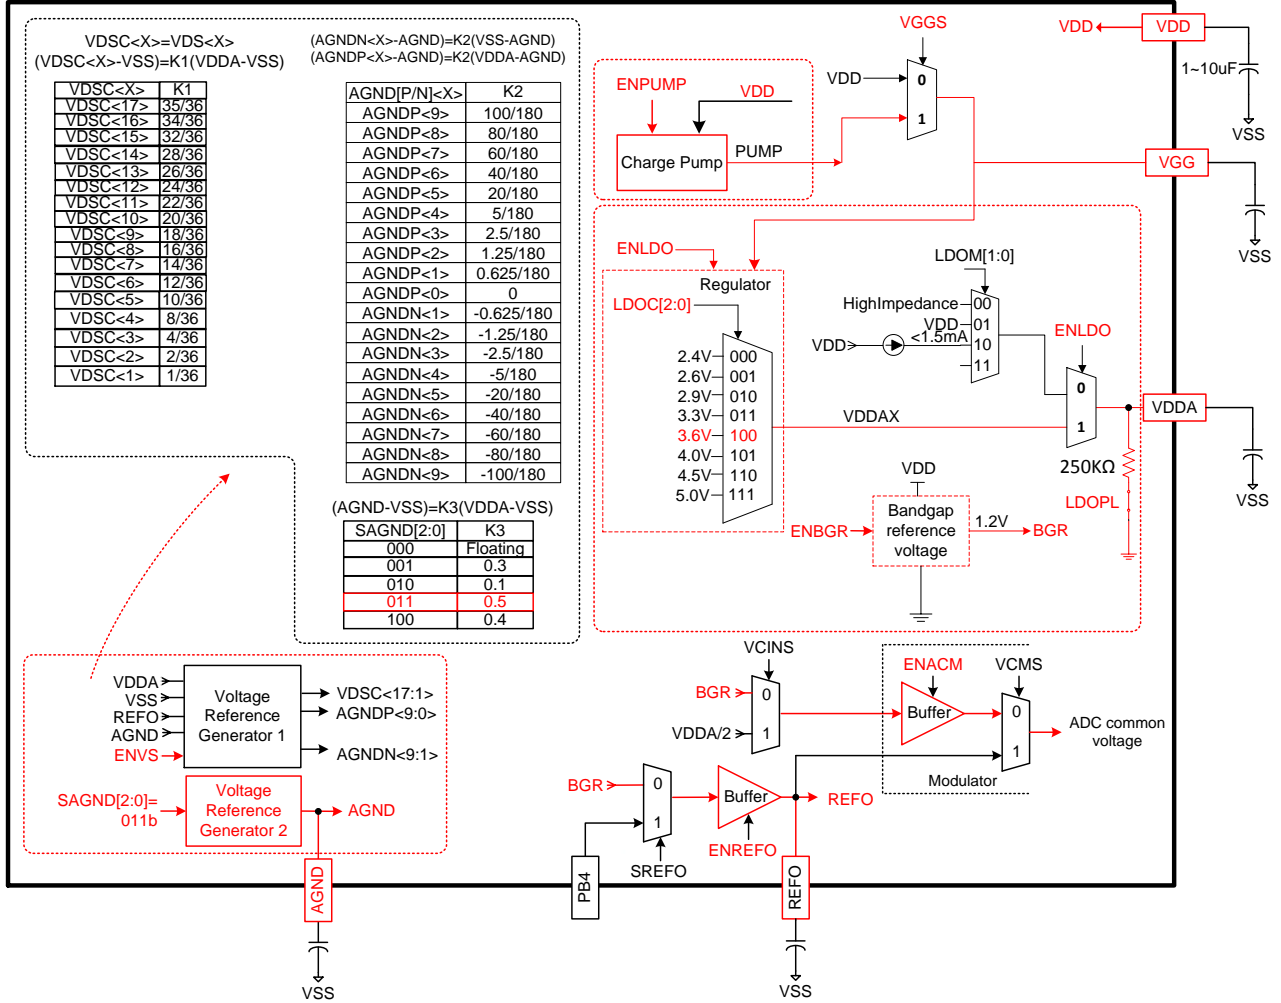 VDSC<X>=VDS<X>
(VDSC<X>-VSS)=K1(VDDA-VSS)
VDSC<X> K1
VDSC<17> 35/36
VDSC<16> 34/36
VDSC<15> 32/36
VDSC<14> 28/36
VDSC<13> 26/36
VDSC<12> 24/36
VDSC<11> 22/36
VDSC<10> 20/36
VDSC<9> 18/36
VDSC<8> 16/36
VDSC<7> 14/36
VDSC<6> 12/36
VDSC<5> 10/36
VDSC<4> 8/36
VDSC<3> 4/36
VDSC<2> 2/36
VDSC<1> 1/36
(AGNDN<X>-AGND)=K2(VSS-AGND)
(AGNDP<X>-AGND)=K2(VDDA-AGND)
AGND[P/N]<X> K2
AGNDP<9> 100/180
AGNDP<8> 80/180
AGNDP<7> 60/180
AGNDP<6> 40/180
AGNDP<5> 20/180
AGNDP<4> 5/180
AGNDP<3> 2.5/180
AGNDP<2> 1.25/180
AGNDP<1> 0.625/180
AGNDP<0> 0
AGNDN<1> -0.625/180
AGNDN<2> -1.25/180
AGNDN<3> -2.5/180
AGNDN<4> -5/180
AGNDN<5> -20/180
AGNDN<6> -40/180
AGNDN<7> -60/180
AGNDN<8> -80/180
AGNDN<9> -100/180
(AGND-VSS)=K3(VDDA-VSS)
SAGND[2:0] K3
000 Floating
001 0.3
010 0.1
011 0.5
100 0.4
ENPUMP
VDD
Charge Pump
PUMP
VGGS
VDD
0
1
VDD
VDD
1~10uF
VSS
VGG
VSS
ENLDO
Regulator
LDOC[2:0]
2.4V 000
2.6V 001
2.9V 010
3.3V 011
3.6V 100
4.0V 101
4.5V 110
5.0V 111
VDDAX
LDOM[1:0]
HighImpedance 00
VDD 01
VDD <1.5mA 10
11
ENLDO
0
1
VDDA
VSS
250KΩ
LDOPL
VDD
ENBGR
Bandgap
reference
voltage
1.2V
BGR
VDDA
VSS
REFO
AGND
ENVS
Voltage
Reference
Generator 1
VDSC<17:1>
AGNDP<9:0>
AGNDN<9:1>
SAGND[2:0]=
011b
Voltage
Reference
Generator 2
AGND
AGND
VSS
VCINS
BGR
0
VDDA/2
1
ENACM
Buffer
VCMS
0
1
Modulator
ADC common
voltage
BGR
0
1
SREFO
PB4
Buffer
ENREFO
REFO
REFO
VSS